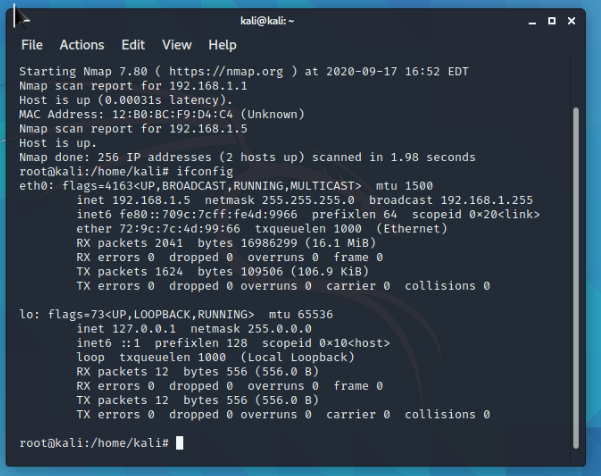 kali@kali: ~
File Actions Edit View Help
Starting Nmap 7.80 ( https://nmap.org ) at 2020-09-17 16:52 EDT
Nmap scan report for 192.168.1.1
Host is up (0.00031s latency).
MAC Address: 12:B0:BC:F9:D4:C4 (Unknown)
Nmap scan report for 192.168.1.5
Host is up.
Nmap done: 256 IP addresses (2 hosts up) scanned in 1.98 seconds
root@kali:/home/kali# ifconfig
eth0: flags=4163<UP,BROADCAST,RUNNING,MULTICAST>  mtu 1500
        inet 192.168.1.5  netmask 255.255.255.0  broadcast 192.168.1.255
        inet6 fe80::709c:7cff:fe4d:9966  prefixlen 64  scopeid 0×20<link>
        ether 72:9c:7c:4d:99:66  txqueuelen 1000  (Ethernet)
        RX packets 2041  bytes 16986299 (16.1 MiB)
        RX errors 0  dropped 0  overruns 0  frame 0
        TX packets 1624  bytes 109506 (106.9 KiB)
        TX errors 0  dropped 0 overruns 0  carrier 0  collisions 0
lo: flags=73<UP,LOOPBACK,RUNNING>  mtu 65536
        inet 127.0.0.1  netmask 255.0.0.0
        inet6 ::1  prefixlen 128  scopeid 0×10<host>
        loop  txqueuelen 1000  (Local Loopback)
        RX packets 12  bytes 556 (556.0 B)
        RX errors 0  dropped 0  overruns 0  frame 0
        TX packets 12  bytes 556 (556.0 B)
        TX errors 0  dropped 0 overruns 0  carrier 0  collisions 0
root@kali:/home/kali#